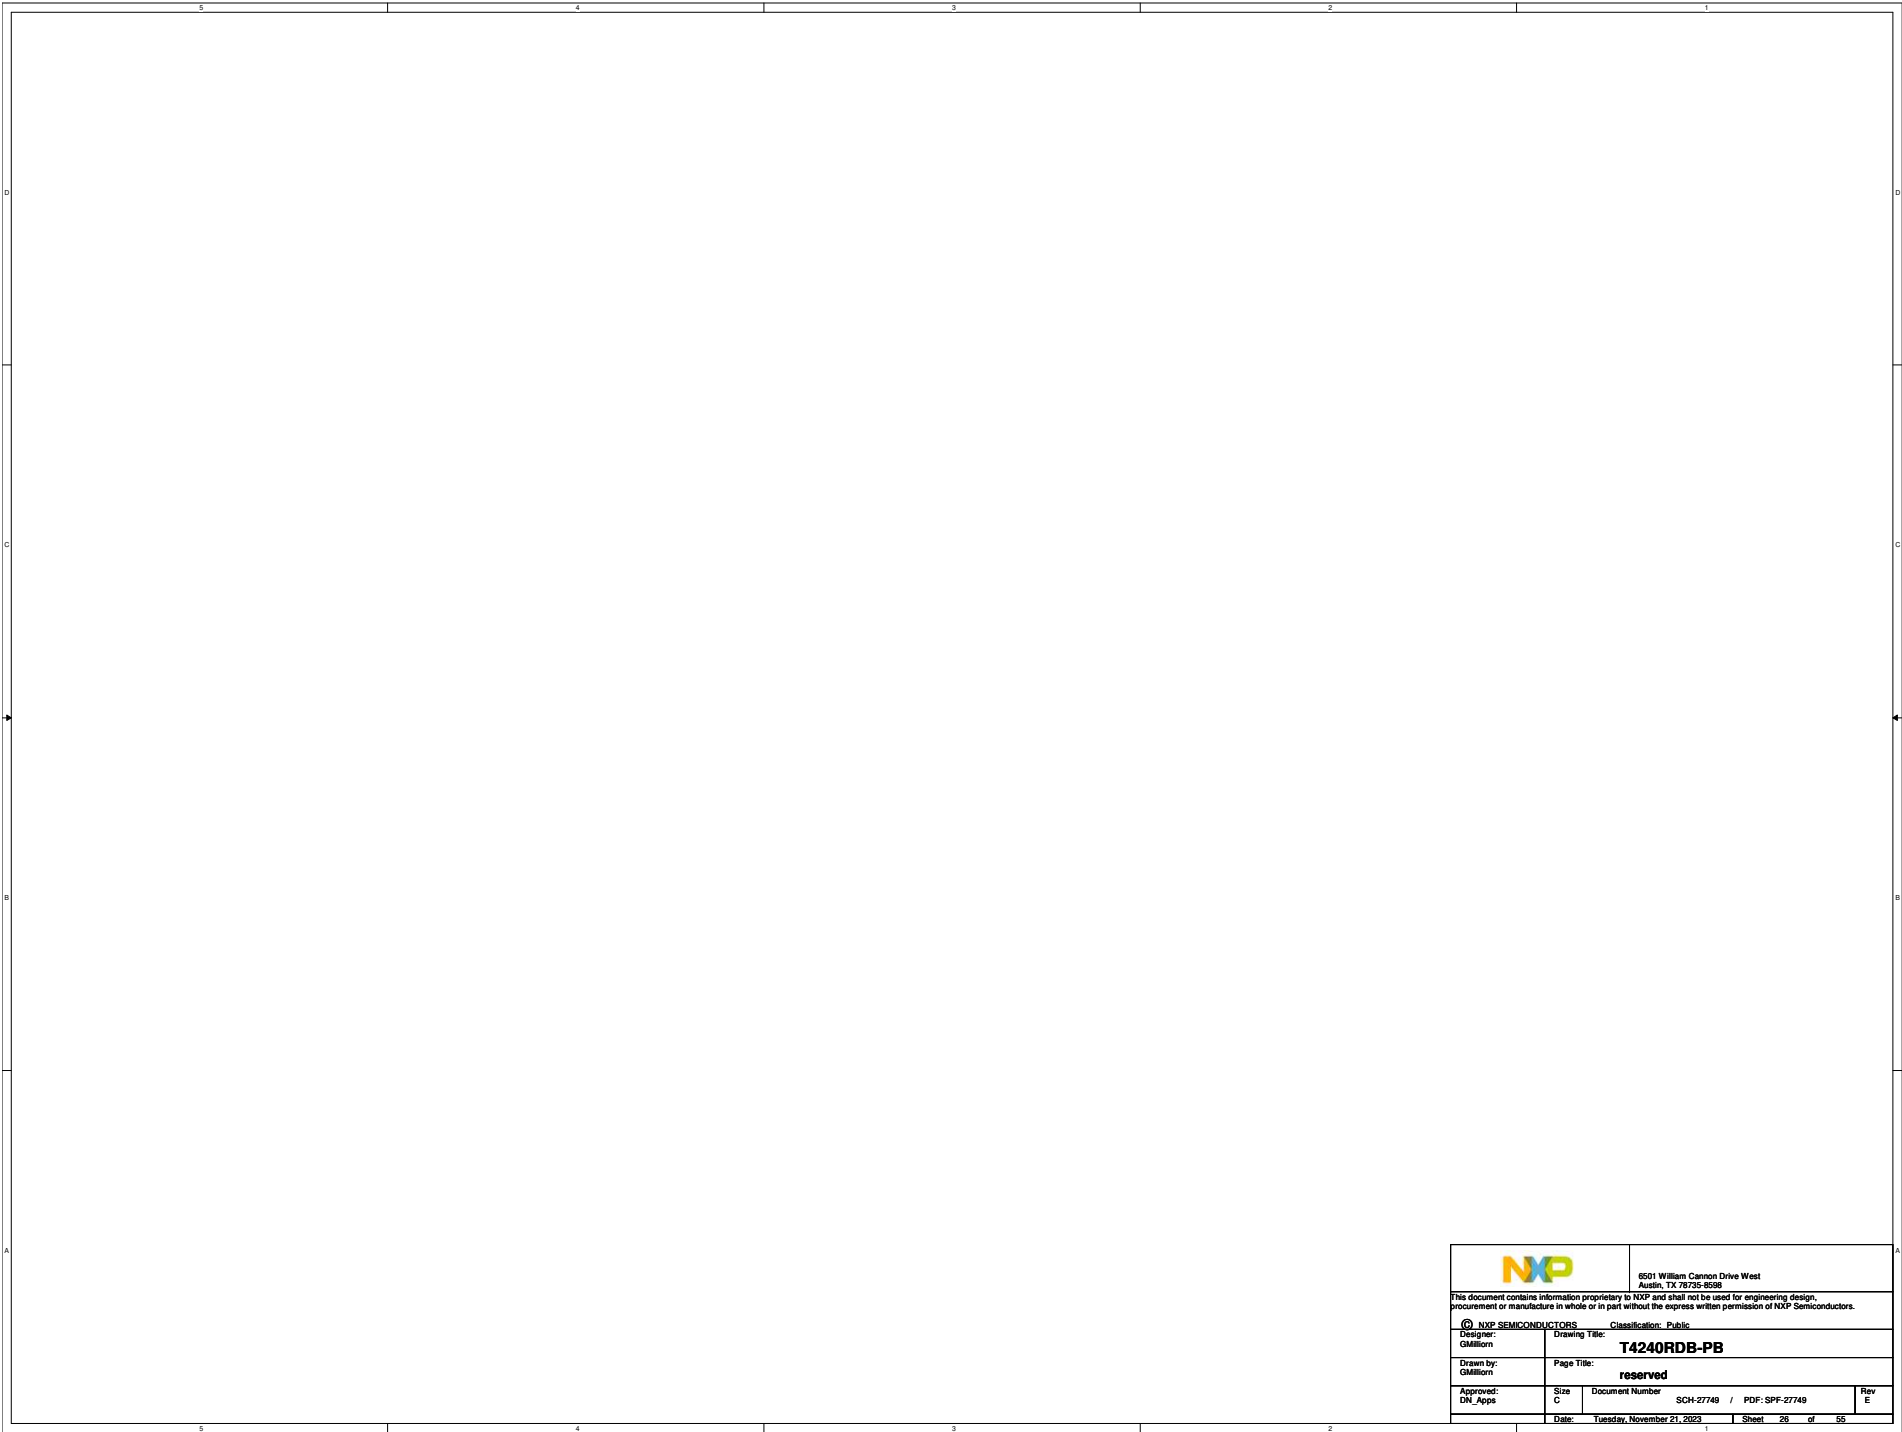 5 4 3 2 1
D D
C C
B B
A A
NXP
6501 William Cannon Drive West
Austin, TX 78735-8598
This document contains information proprietary to NXP and shall not be used for engineering design,
procurement or manufacture in whole or in part without the express written permission of NXP Semiconductors.
© NXP SEMICONDUCTORS Classification: Public
Designer: Drawing Title:
GMilliorn T4240RDB-PB
Drawn by: Page Title:
GMilliorn reserved
Approved: Size Document Number Rev
DN_Apps C SCH-27749 / PDF: SPF-27749 E
Date: Tuesday, November 21, 2023 Sheet 26 of 55
5 4 3 2 1